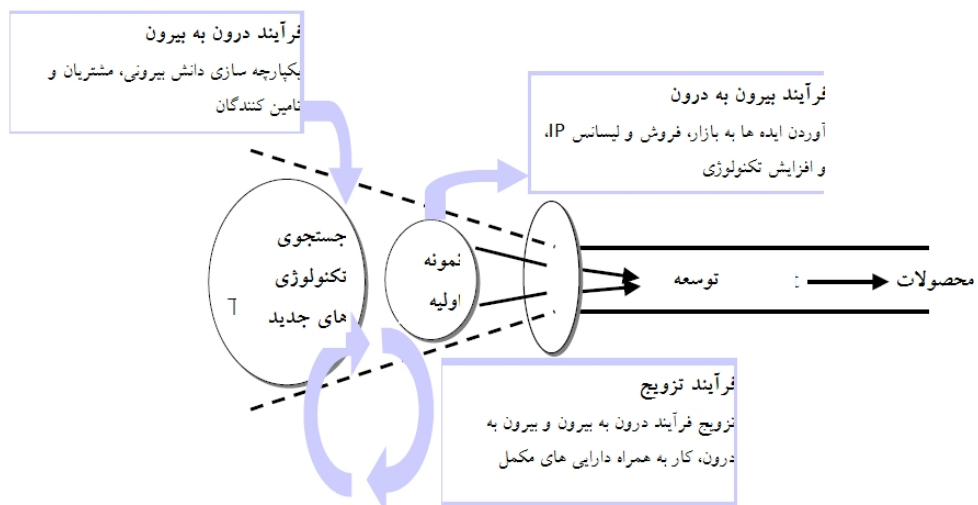 فرآیند درون به بیرون
یکپارچه سازی دانش بیرونی، مشتریان و
تامین کنندگان
فرآیند بیرون به درون
آوردن ایده ها به بازار، فروش و لیسانس IP،
و افزایش تکنولوژی
جستجوی
تکنولوژی
های جدید
نمونه
اولیه
توسعه
محصولات
فرآیند تزویج
تزویج فرآیند درون به بیرون و بیرون به
درون، کار به همراه دارایی های مکمل